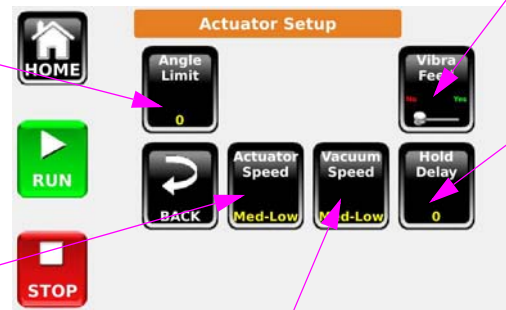 Actuator Setup
HOME
Angle
Limit
0
Vibra
Feed
No Yes
RUN
BACK
Actuator
Speed
Med-Low
Vacuum
Speed
Med-Low
Hold
Delay
0
STOP